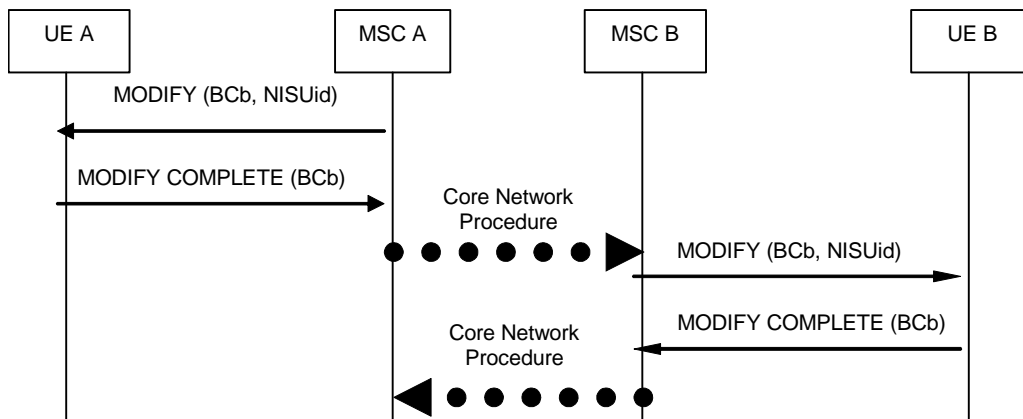 UE A
MSC A
MSC B
UE B
MODIFY (BCb, NISUid)
MODIFY COMPLETE (BCb)
Core Network
Procedure
MODIFY (BCb, NISUid)
MODIFY COMPLETE (BCb)
Core Network
Procedure